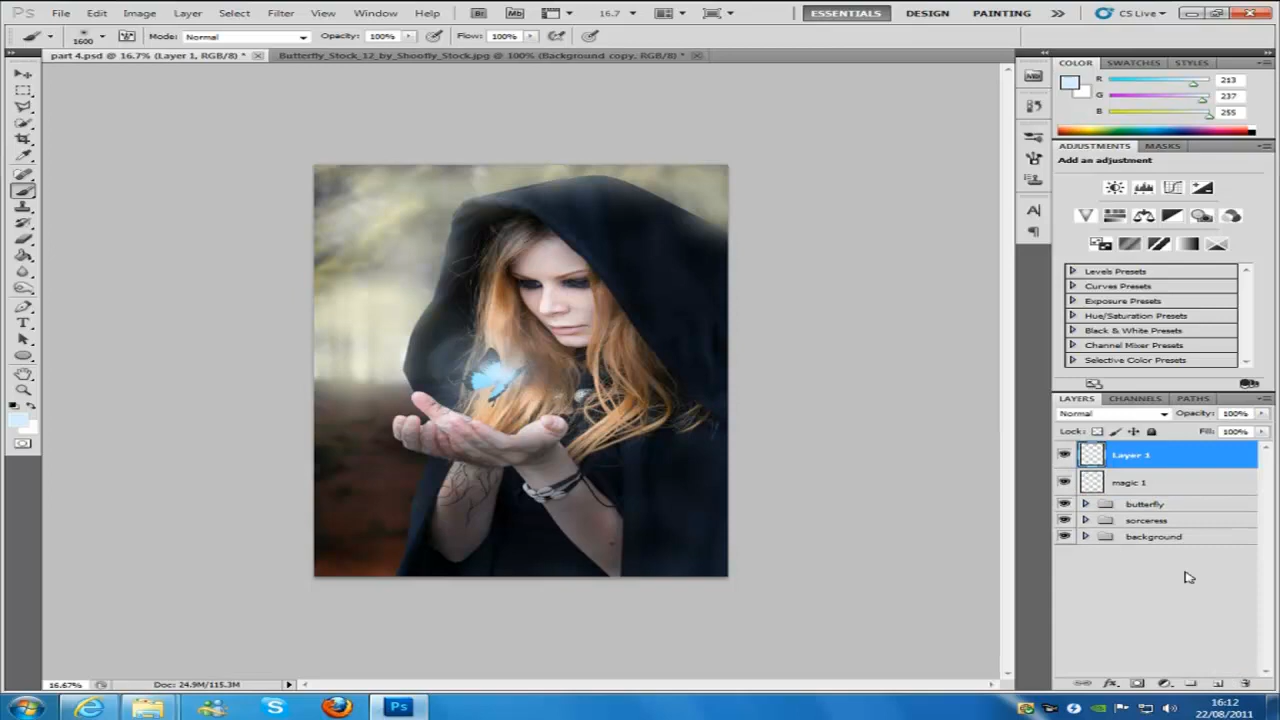 Ps File Edit Image Layer Select Filter View Window Help Br Mb 16.7 ESSENTIALS DESIGN PAINTING CS Live
1600 Mode: Normal Opacity: 100% Flow: 100%
part 4.psd @ 16.7% (Layer 1, RGB/8) * Butterfly_Stock_12_by_Shoofly_Stock.jpg @ 100% (Background copy, RGB/8) *
COLOR SWATCHES STYLES
R 213
G 237
B 255
ADJUSTMENTS MASKS
Add an adjustment
Levels Presets
Curves Presets
Exposure Presets
Hue/Saturation Presets
Black & White Presets
Channel Mixer Presets
Selective Color Presets
LAYERS CHANNELS PATHS
Normal Opacity: 100%
Lock: Fill: 100%
Layer 1
magic 1
butterfly
sorceress
background
16.67% Doc: 24.9M/115.3M
Ps 16:12
22/08/2011